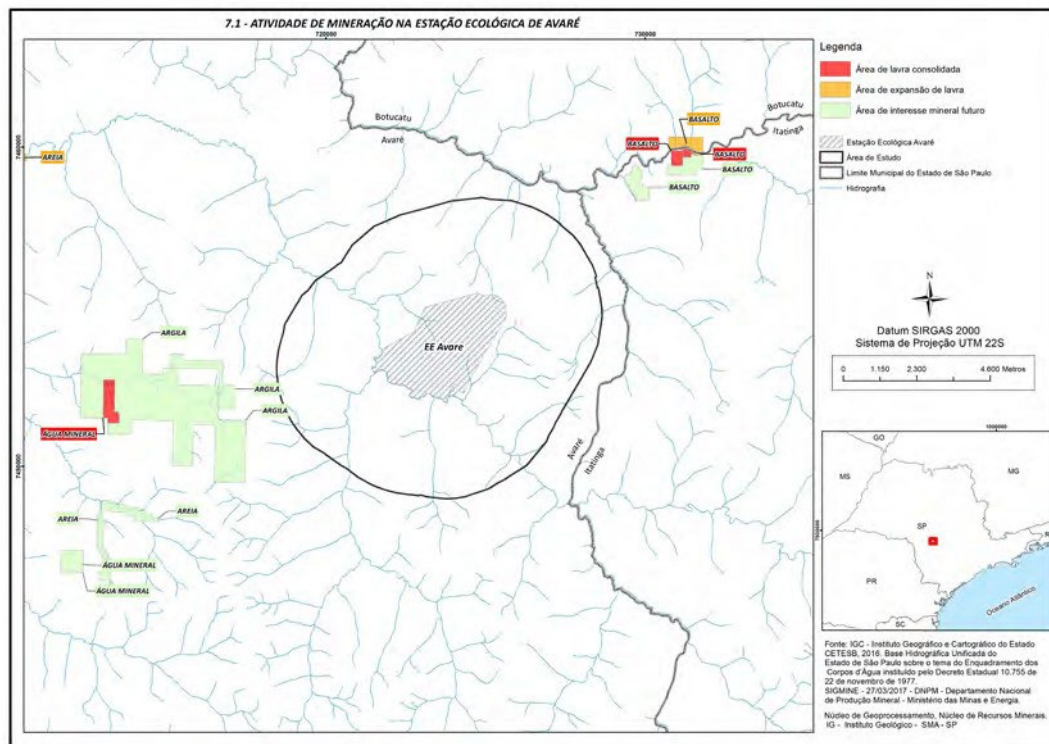 7.1 - ATIVIDADE DE MINERAÇÃO NA ESTAÇÃO ECOLÓGICA DE AVARÉ
720000
730000
Legenda
Área de lavra consolidada
Área de expansão de lavra
Área de interesse mineral futuro
Estação Ecológica Avaré
Área de Estudo
Limite Municipal do Estado de São Paulo
Hidrografia
Botucatu
Avaré
BASALTO
Botucatu
Itatinga
BASALTO
BASALTO
BASALTO
BASALTO
7460000
AREIA
N
Datum SIRGAS 2000
Sistema de Projeção UTM 22S
0 1.150 2.300 4.600 Metros
ARGILA
EE Avare
ARGILA
ARGILA
ÁGUA MINERAL
Avaré
Itatinga
7450000
AREIA
AREIA
ÁGUA MINERAL
ÁGUA MINERAL
1000000
GO
MS
MG
SP
R
PR
SC
Oceano Atlântico
Fonte: IGC - Instituto Geográfico e Cartográfico do Estado
CETESB, 2016. Base Hidrográfica Unificada do
Estado de São Paulo sobre o tema do Enquadramento dos
Corpos d'Água instituído pelo Decreto Estadual 10.755 de
22 de novembro de 1977.
SIGMINE - 27/03/2017 - DNPM - Departamento Nacional
de Produção Mineral - Ministério das Minas e Energia.
Núcleo de Geoprocessamento, Núcleo de Recursos Minerais.
IG - Instituto Geológico - SMA - SP